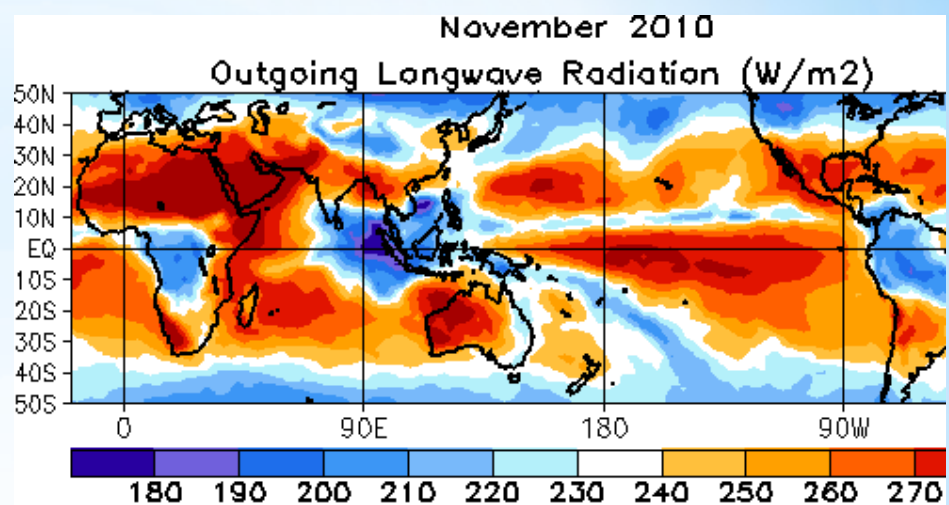 November 2010
Outgoing Longwave Radiation (W/m2)
50N
40N
30N
20N
10N
EQ
10S
20S
30S
40S
50S
0 90E 180 90W
180 190 200 210 220 230 240 250 260 270